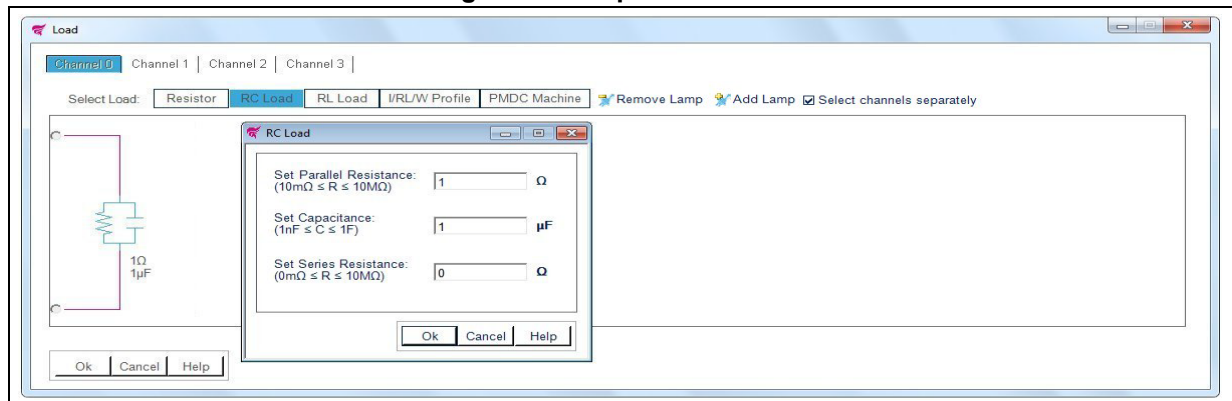 Load
Channel 0 Channel 1 Channel 2 Channel 3
Select Load: Resistor RC Load RL Load I/RL/W Profile PMDC Machine Remove Lamp Add Lamp Select channels separately
RC Load
Set Parallel Resistance:
(10mΩ ≤ R ≤ 10MΩ)
1 Ω
Set Capacitance:
(1nF ≤ C ≤ 1F)
1 µF
Set Series Resistance:
(0mΩ ≤ R ≤ 10MΩ)
0 Ω
Ok Cancel Help
1Ω
1µF
Ok Cancel Help